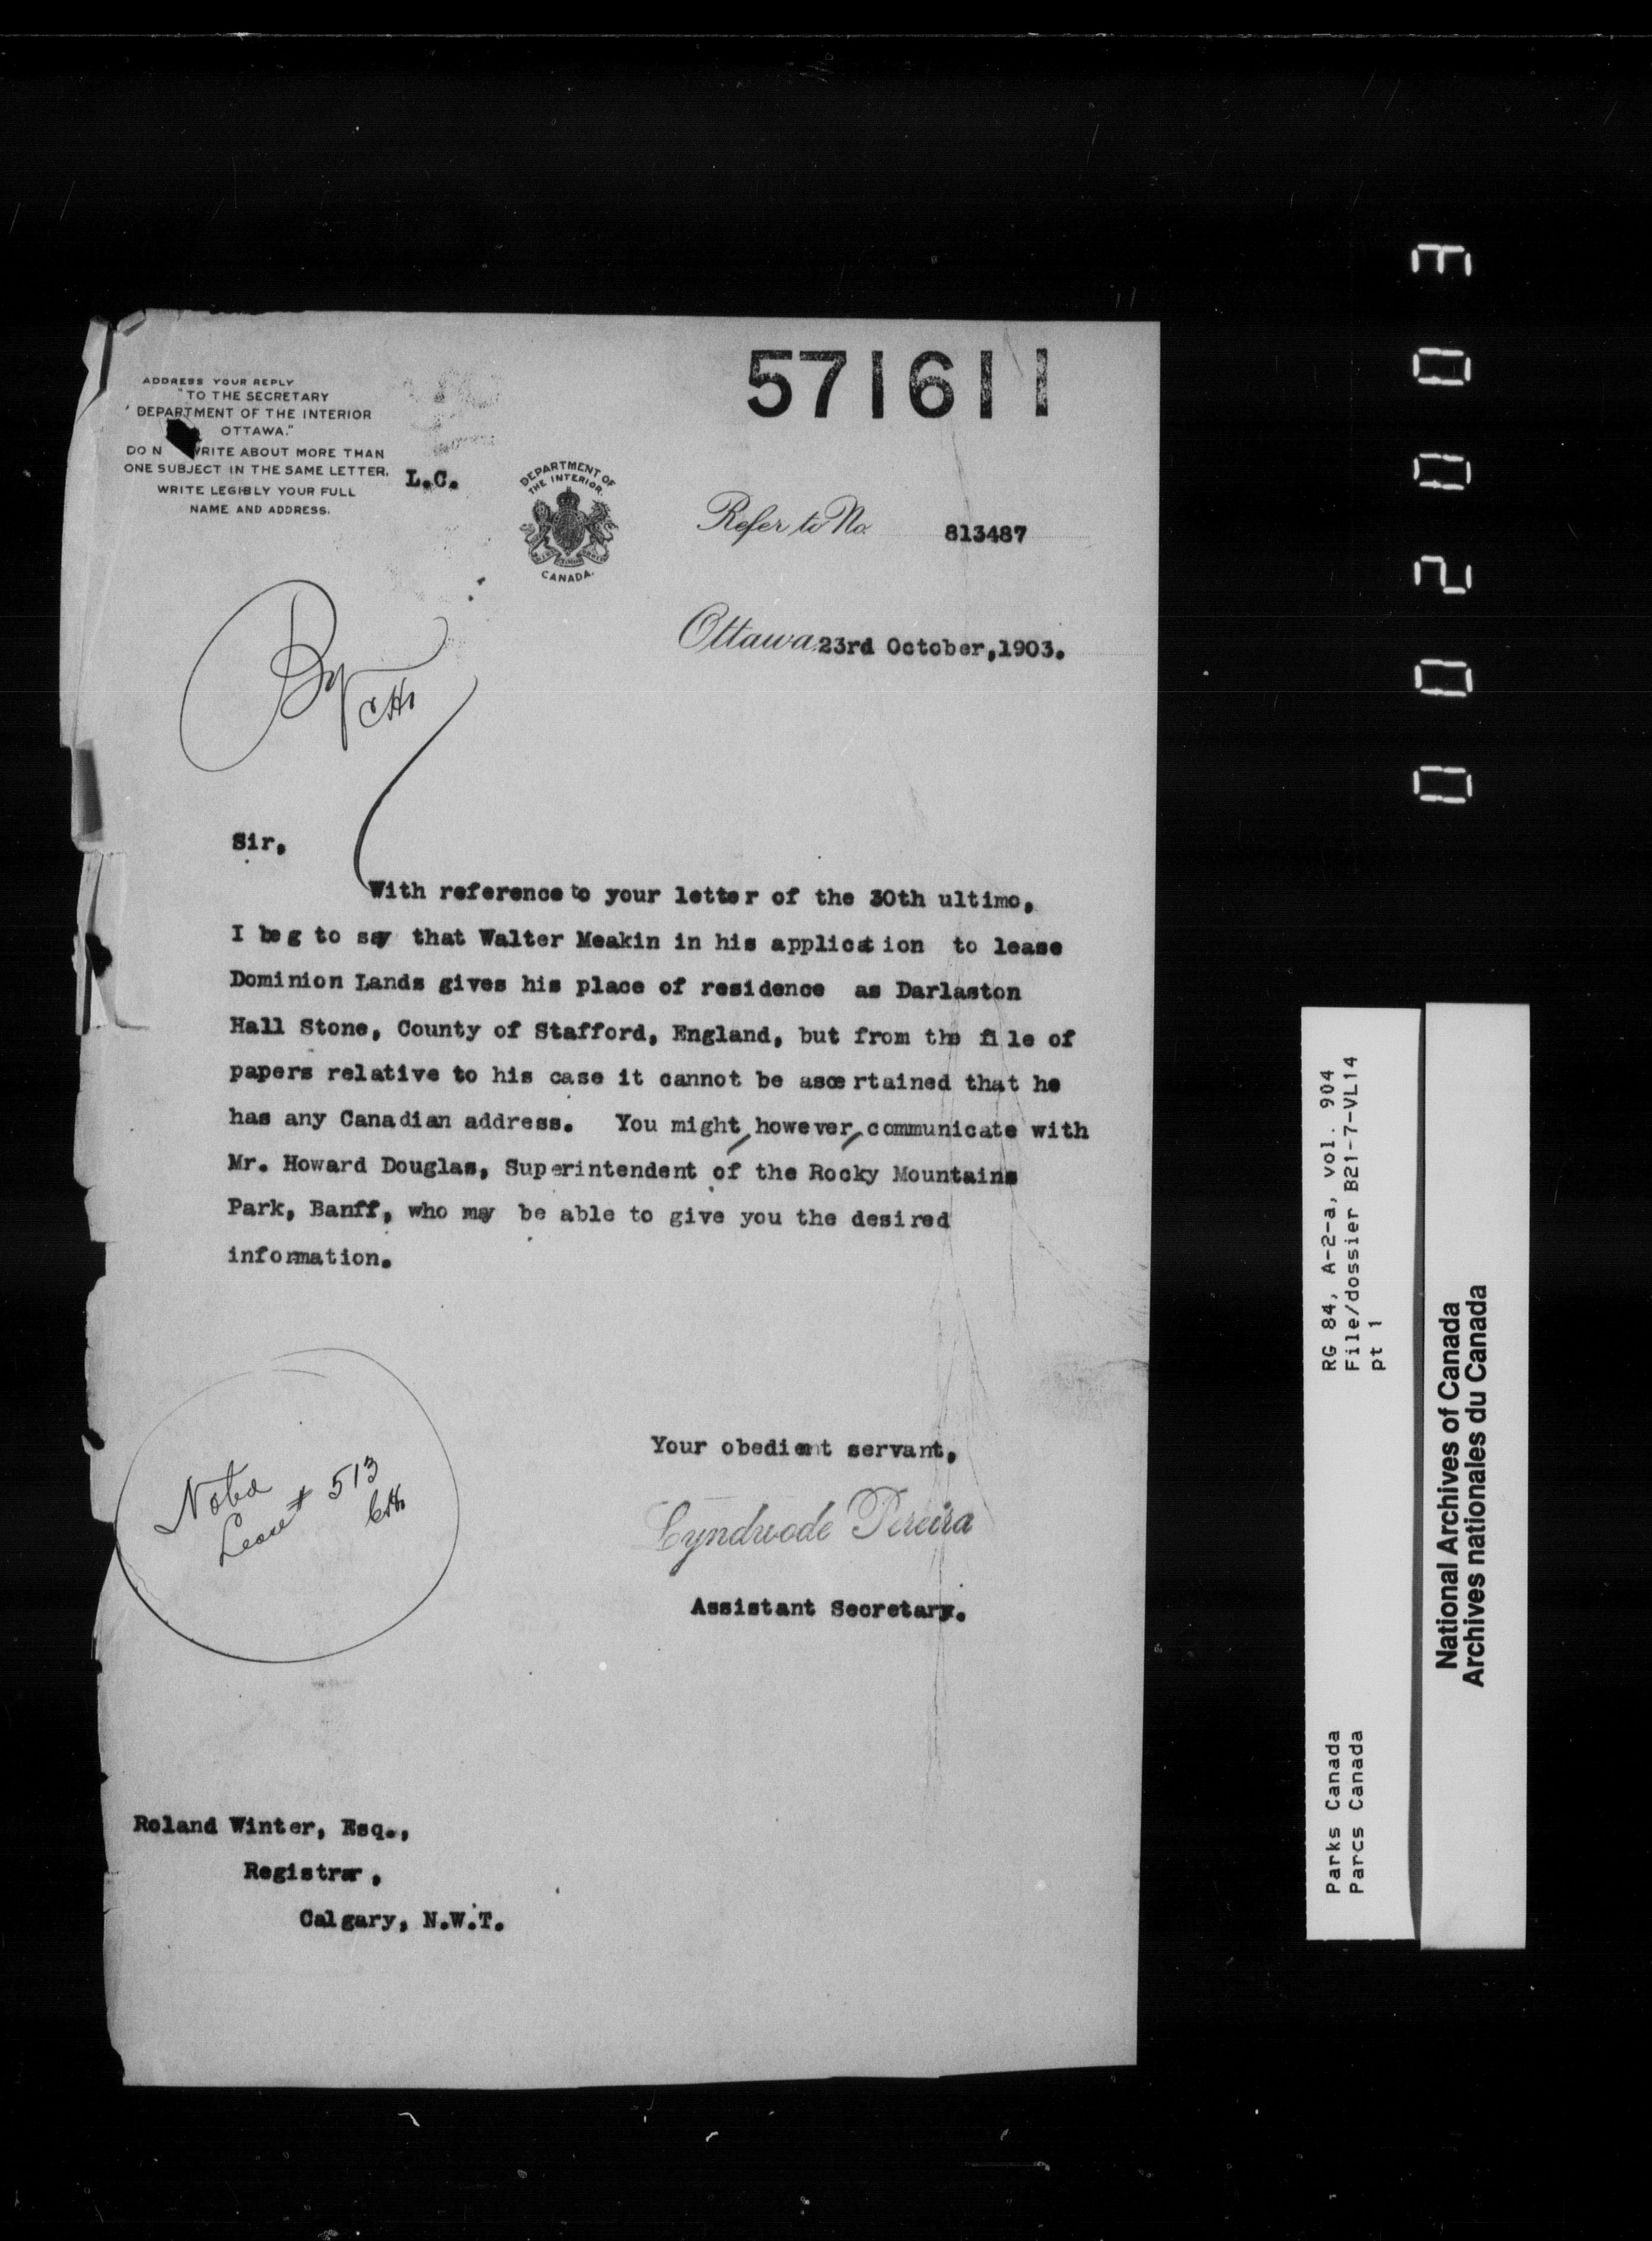 571611
ADDRESS YOUR REPLY
"TO THE SECRETARY
DEPARTMENT OF THE INTERIOR
OTTAWA."
DO N WRITE ABOUT MORE THAN
ONE SUBJECT IN THE SAME LETTER.
WRITE LEGIBLY YOUR FULL
NAME AND ADDRESS.
L.C.
DEPARTMENT OF
THE INTERIOR.
CANADA.
Refer to No. 813487
Ottawa 23rd October, 1903.
Sir,
With reference to your letter of the 30th ultimo,
I beg to say that Walter Meakin in his application to lease
Dominion Lands gives his place of residence as Darlaston
Hall Stone, County of Stafford, England, but from the file of
papers relative to his case it cannot be ascertained that he
has any Canadian address. You might, however, communicate with
Mr. Howard Douglas, Superintendent of the Rocky Mountains
Park, Banff, who may be able to give you the desired
information.
Your obedient servant,
Lyndwode Pereira
Assistant Secretary.
Lease # 513
Roland Winter, Esq.,
Registrar,
Calgary, N.W.T.
RG 84, A-2-a, vol. 904
File/dossier B21-7-VL14
pt 1
Parks Canada
Parcs Canada
National Archives of Canada
Archives nationales du Canada
002003